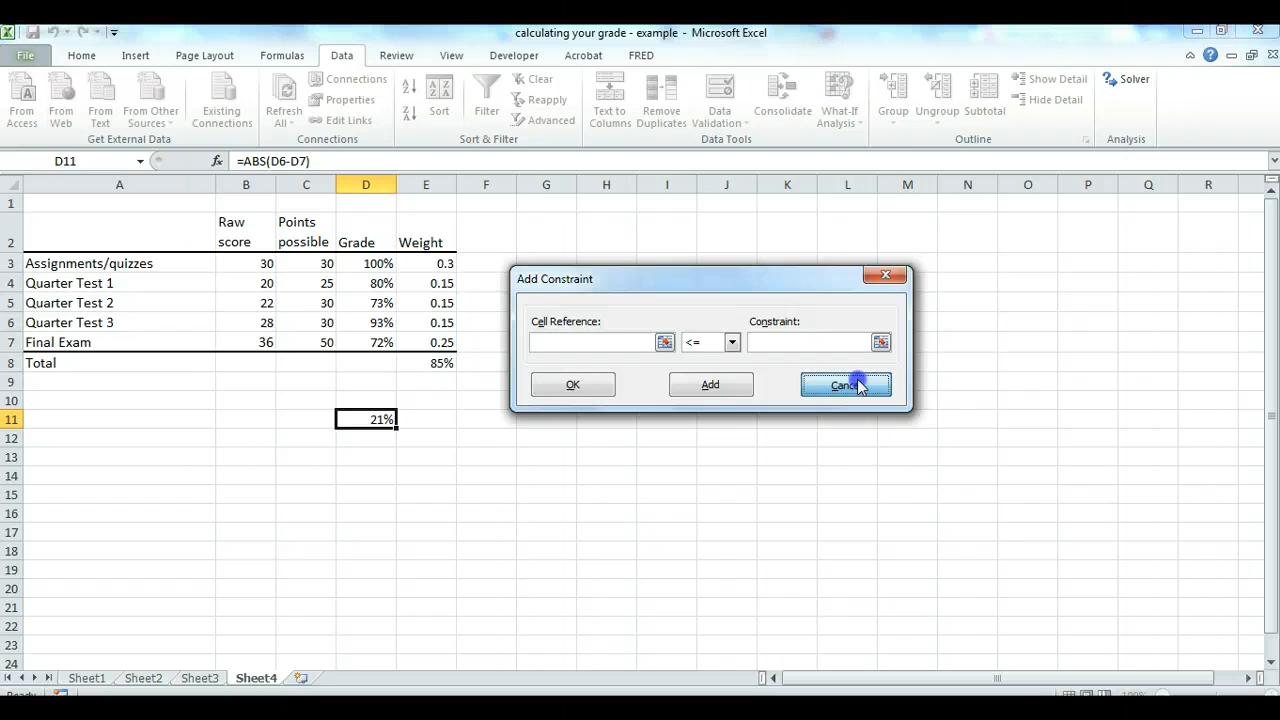 calculating your grade - example - Microsoft Excel
File Home Insert Page Layout Formulas Data Review View Developer Acrobat FRED
From Access
From Web
From Text
From Other Sources
Existing Connections
Refresh All
Connections
Properties
Edit Links
Sort
Filter
Clear
Reapply
Advanced
Text to Columns
Remove Duplicates
Data Validation
Consolidate
What-If Analysis
Group
Ungroup
Subtotal
Show Detail
Hide Detail
Solver
Get External Data Connections Sort & Filter Data Tools Outline Analysis
D11 fx =ABS(D6-D7)
A B C D E F G H I J K L M N O P Q R
1
2 Raw score Points possible Grade Weight
3 Assignments/quizzes 30 30 100% 0.3
4 Quarter Test 1 20 25 80% 0.15
5 Quarter Test 2 22 30 73% 0.15
6 Quarter Test 3 28 30 93% 0.15
7 Final Exam 36 50 72% 0.25
8 Total 85%
9
10
11 21%
12
13
14
15
16
17
18
19
20
21
22
23
24
Add Constraint
Cell Reference: Constraint:
<=
OK Add Cancel
Sheet1 Sheet2 Sheet3 Sheet4
Ready 100%